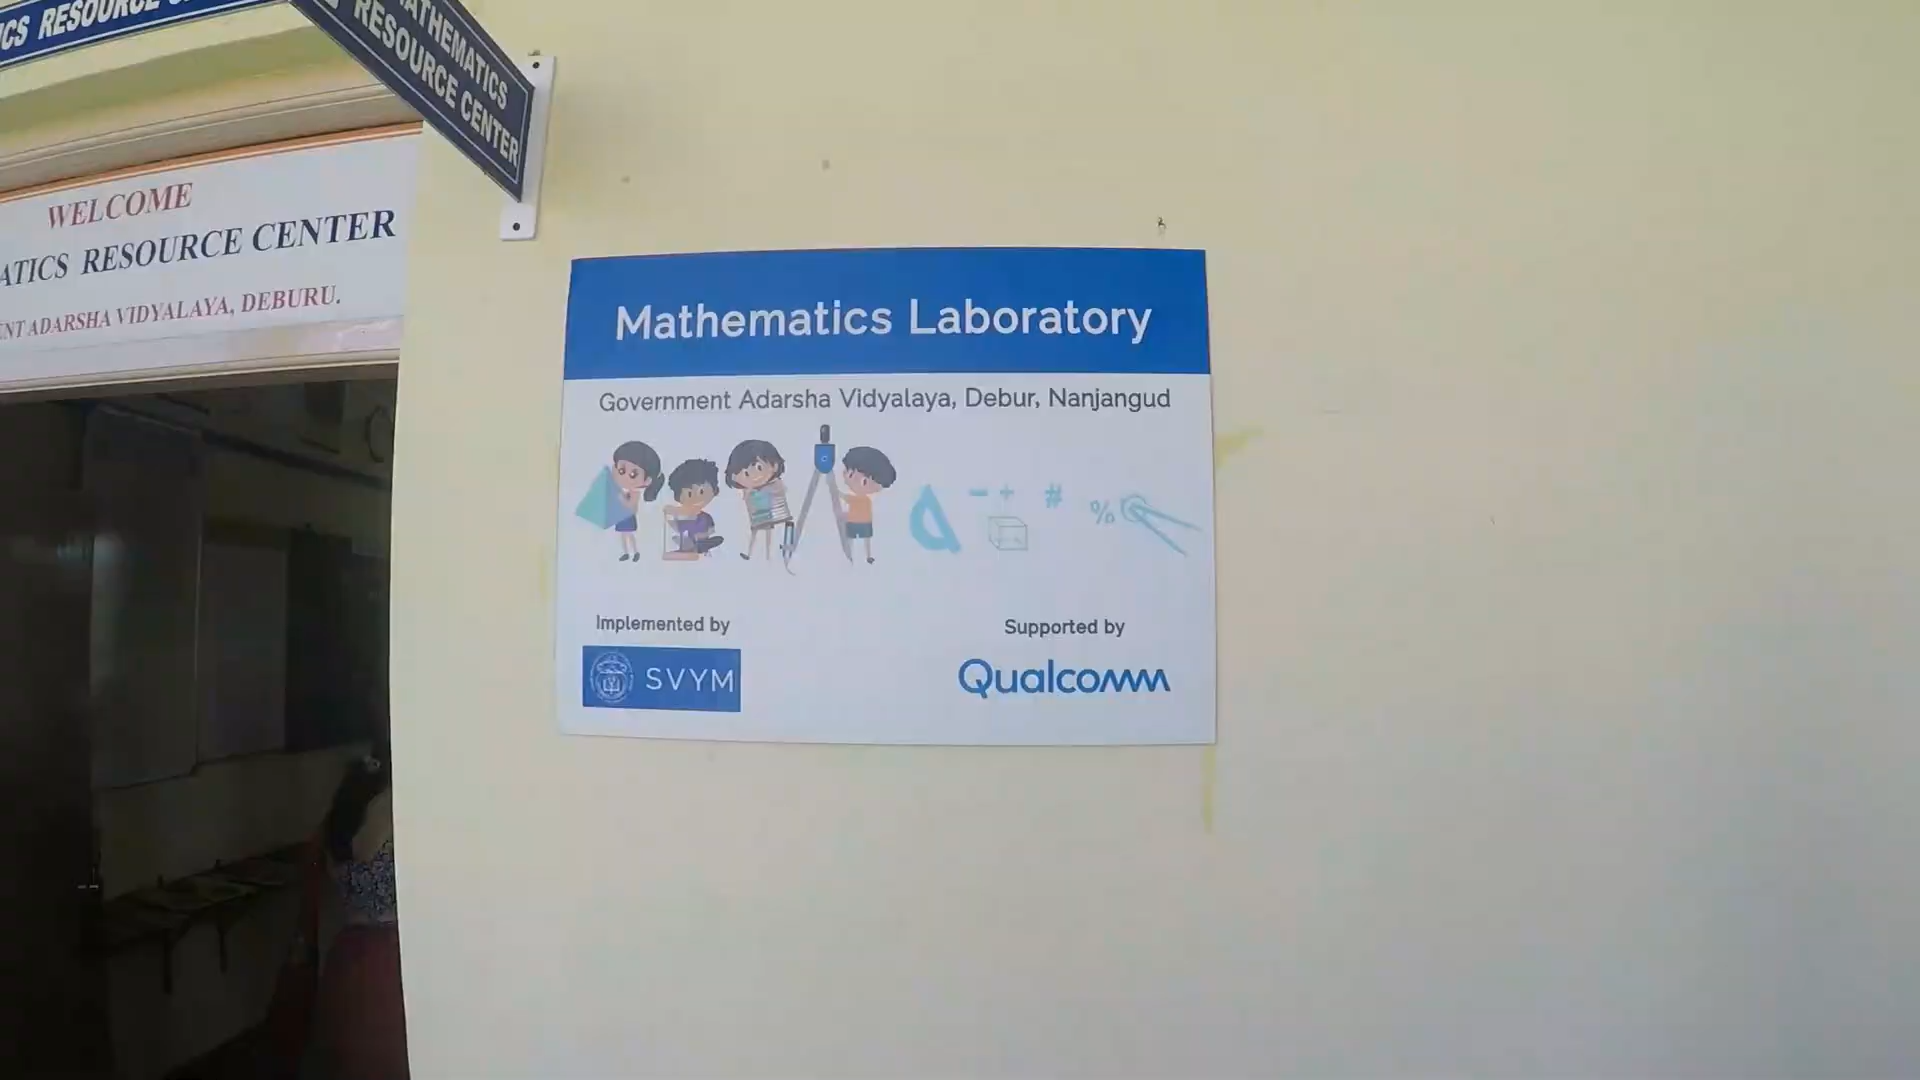 ICS RESOURCE
MATHEMATICS
RESOURCE CENTER
WELCOME
ATICS RESOURCE CENTER
ENT ADARSHA VIDYALAYA, DEBURU.
Mathematics Laboratory
Government Adarsha Vidyalaya, Debur, Nanjangud
- + # %
Implemented by
SVYM
Supported by
Qualcomm